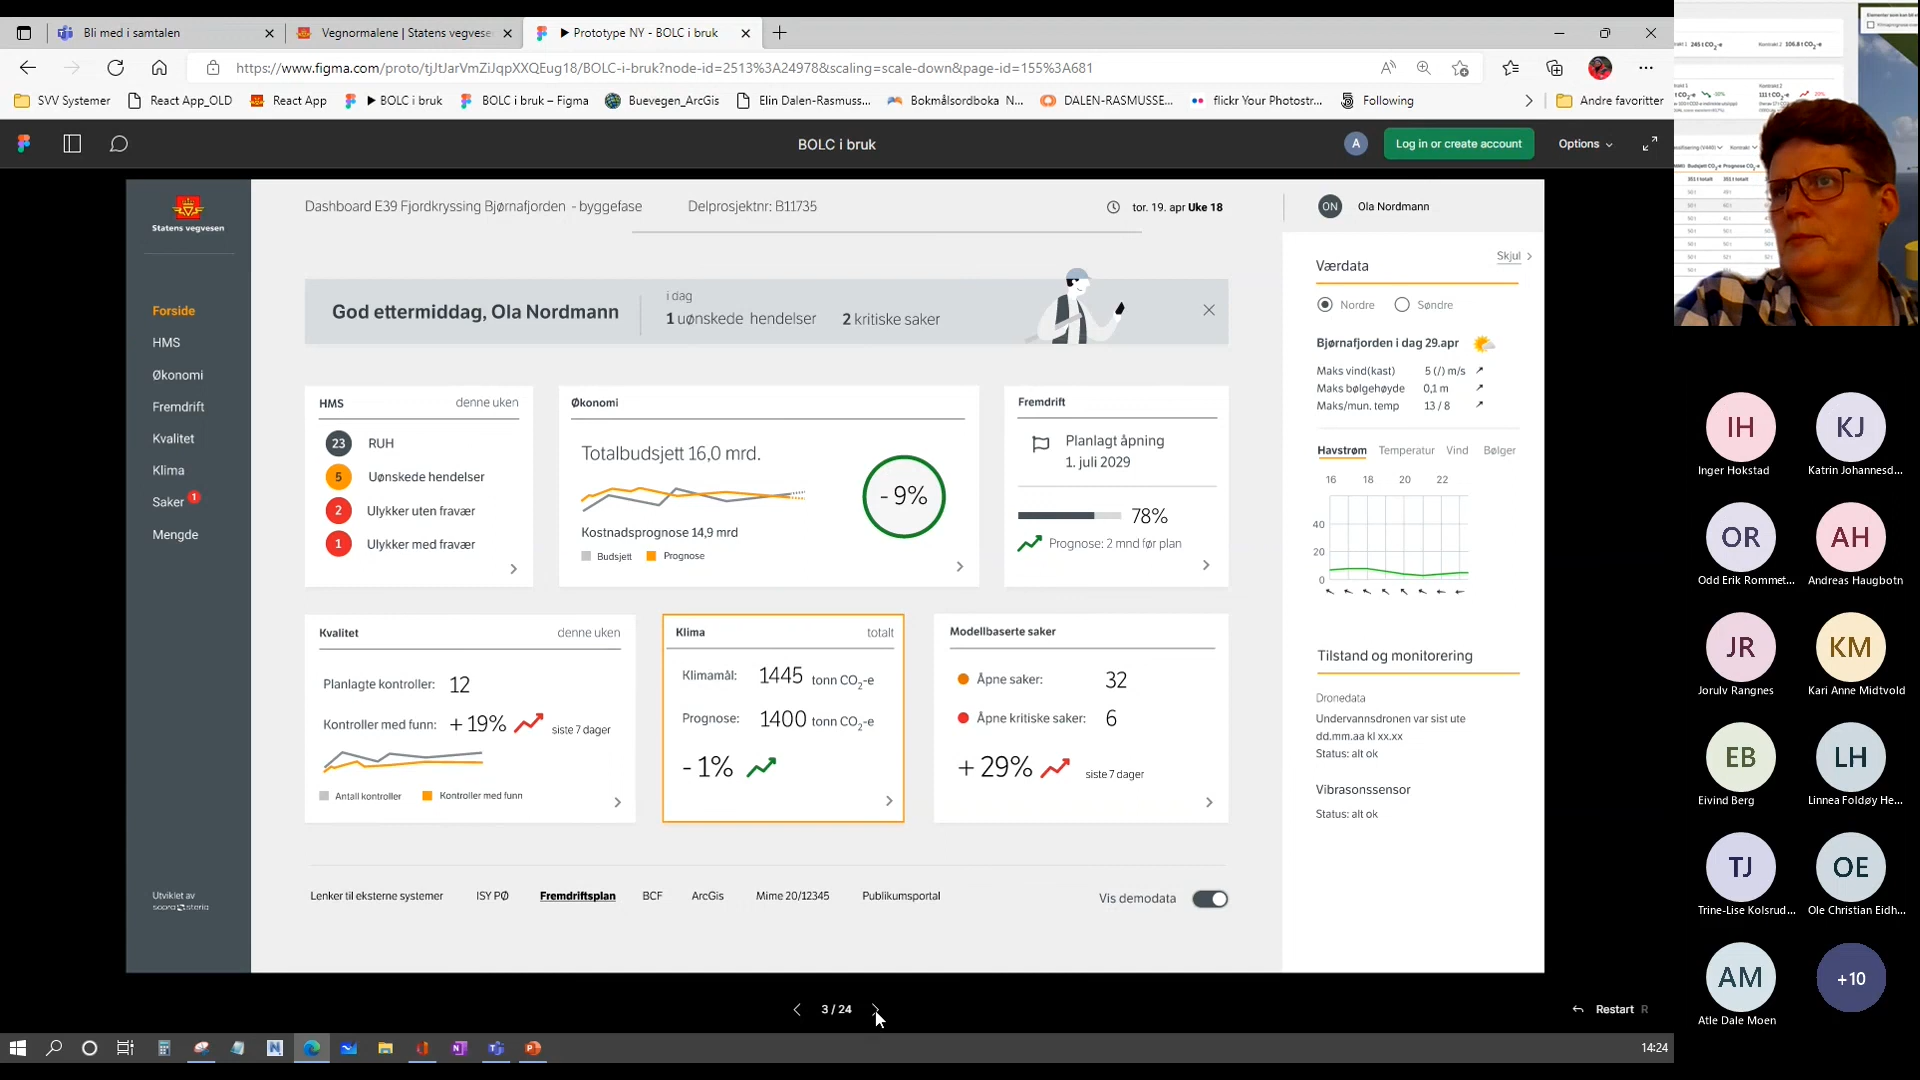 Bli med i samtalen
Vegnormalene | Statens vegvese
Prototype NY - BOLC i bruk
https://www.figma.com/proto/tjJtJarVmZiJqpXXQEug18/BOLC-i-bruk?node-id=2513%3A24978&scaling=scale-down&page-id=155%3A681
SVV Systemer
React App_OLD
React App
BOLC i bruk
BOLC i bruk – Figma
Buevegen_ArcGis
Elin Dalen-Rasmuss...
Bokmålsordboka N...
DALEN-RASMUSSE...
flickr Your Photostr...
Following
Andre favoritter
BOLC i bruk
A
Log in or create account
Options
Statens vegvesen
Forside
HMS
Økonomi
Fremdrift
Kvalitet
Klima
Saker 1
Mengde
Utviklet av
sopra steria
Dashboard E39 Fjordkryssing Bjørnafjorden - byggefase
Delprosjektnr: B11735
tor. 19. apr Uke 18
ON
Ola Nordmann
God ettermiddag, Ola Nordmann
i dag
1 uønskede hendelser
2 kritiske saker
HMS
denne uken
23 RUH
5 Uønskede hendelser
2 Ulykker uten fravær
1 Ulykker med fravær
Økonomi
Totalbudsjett 16,0 mrd.
- 9%
Kostnadsprognose 14,9 mrd
Budsjett
Prognose
Fremdrift
Planlagt åpning
1. juli 2029
78%
Prognose: 2 mnd før plan
Kvalitet
denne uken
Planlagte kontroller: 12
Kontroller med funn: + 19% siste 7 dager
Antall kontroller
Kontroller med funn
Klima
totalt
Klimamål: 1445 tonn CO2-e
Prognose: 1400 tonn CO2-e
- 1%
Modellbaserte saker
Åpne saker: 32
Åpne kritiske saker: 6
+ 29% siste 7 dager
Lenker til eksterne systemer
ISY PØ
Fremdriftsplan
BCF
ArcGis
Mime 20/12345
Publikumsportal
Vis demodata
Værdata
Skjul
Nordre
Søndre
Bjørnafjorden i dag 29.apr
Maks vind(kast) 5 (/) m/s
Maks bølgehøyde 0,1 m
Maks/mun. temp 13 / 8
Havstrøm
Temperatur
Vind
Bølger
16 18 20 22
40
20
0
Tilstand og monitorering
Dronedata
Undervannsdronen var sist ute
dd.mm.aa kl xx.xx
Status: alt ok
Vibrasonssensor
Status: alt ok
3 / 24
Restart R
14:24
IH
Inger Hokstad
KJ
Katrin Johannesd...
OR
Odd Erik Rommet...
AH
Andreas Haugbotn
JR
Jorulv Rangnes
KM
Kari Anne Midtvold
EB
Eivind Berg
LH
Linnea Foldøy He...
TJ
Trine-Lise Kolsrud...
OE
Ole Christian Eidh...
AM
Atle Dale Moen
+10